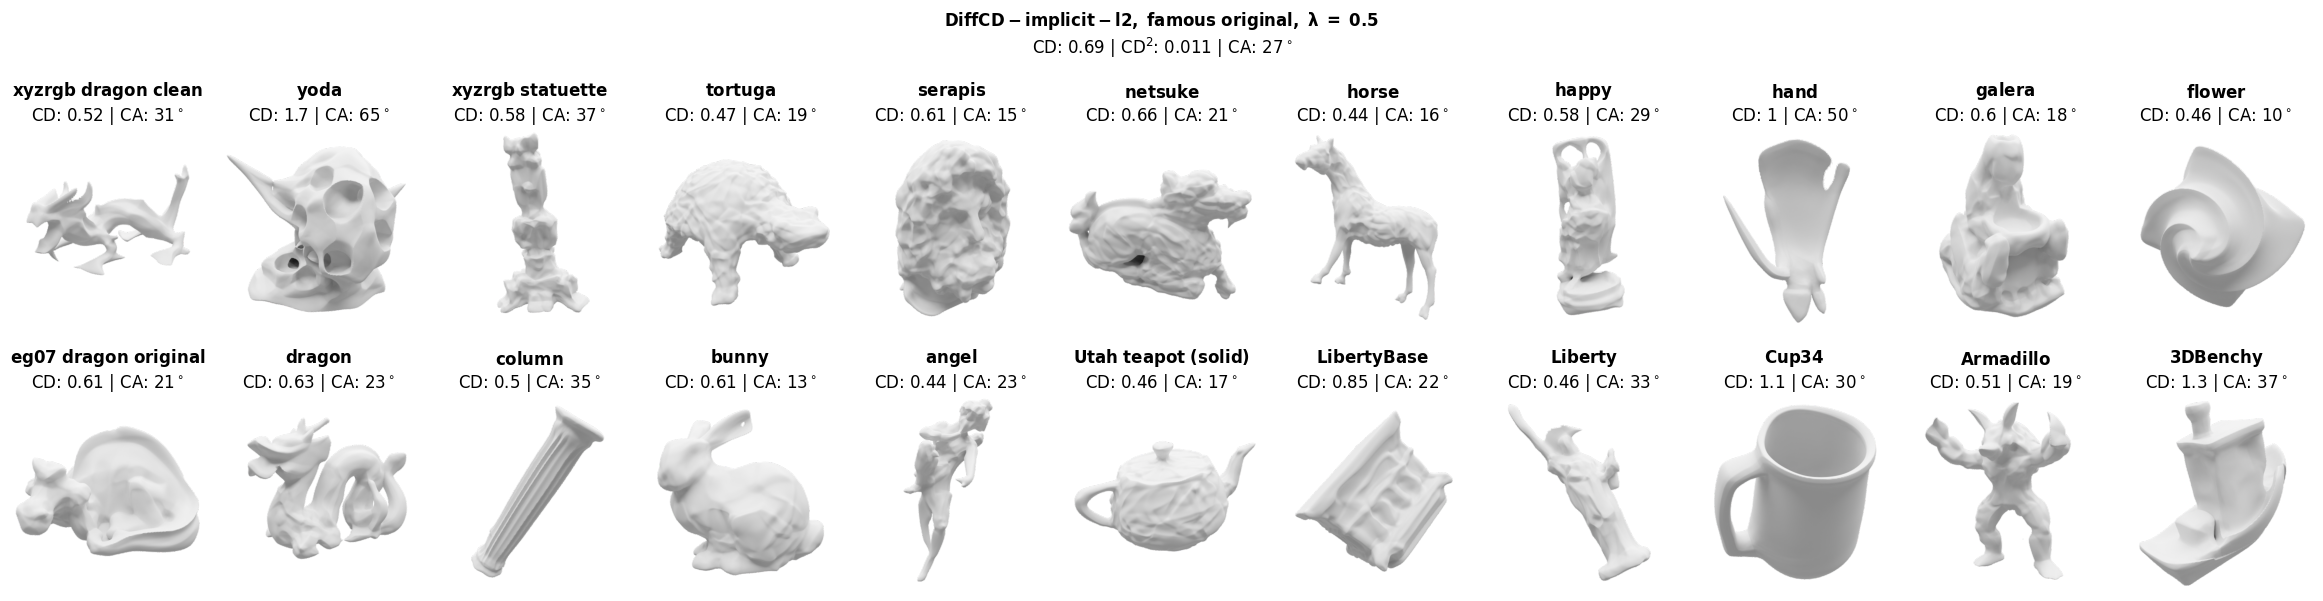 DiffCD − implicit − l2, famous original, λ = 0.5
CD: 0.69 | CD²: 0.011 | CA: 27°
xyzrgb dragon clean yoda xyzrgb statuette tortuga serapis netsuke horse happy hand galera flower
CD: 0.52 | CA: 31° CD: 1.7 | CA: 65° CD: 0.58 | CA: 37° CD: 0.47 | CA: 19° CD: 0.61 | CA: 15° CD: 0.66 | CA: 21° CD: 0.44 | CA: 16° CD: 0.58 | CA: 29° CD: 1 | CA: 50° CD: 0.6 | CA: 18° CD: 0.46 | CA: 10°
eg07 dragon original dragon column bunny angel Utah teapot (solid) LibertyBase Liberty Cup34 Armadillo 3DBenchy
CD: 0.61 | CA: 21° CD: 0.63 | CA: 23° CD: 0.5 | CA: 35° CD: 0.61 | CA: 13° CD: 0.44 | CA: 23° CD: 0.46 | CA: 17° CD: 0.85 | CA: 22° CD: 0.46 | CA: 33° CD: 1.1 | CA: 30° CD: 0.51 | CA: 19° CD: 1.3 | CA: 37°